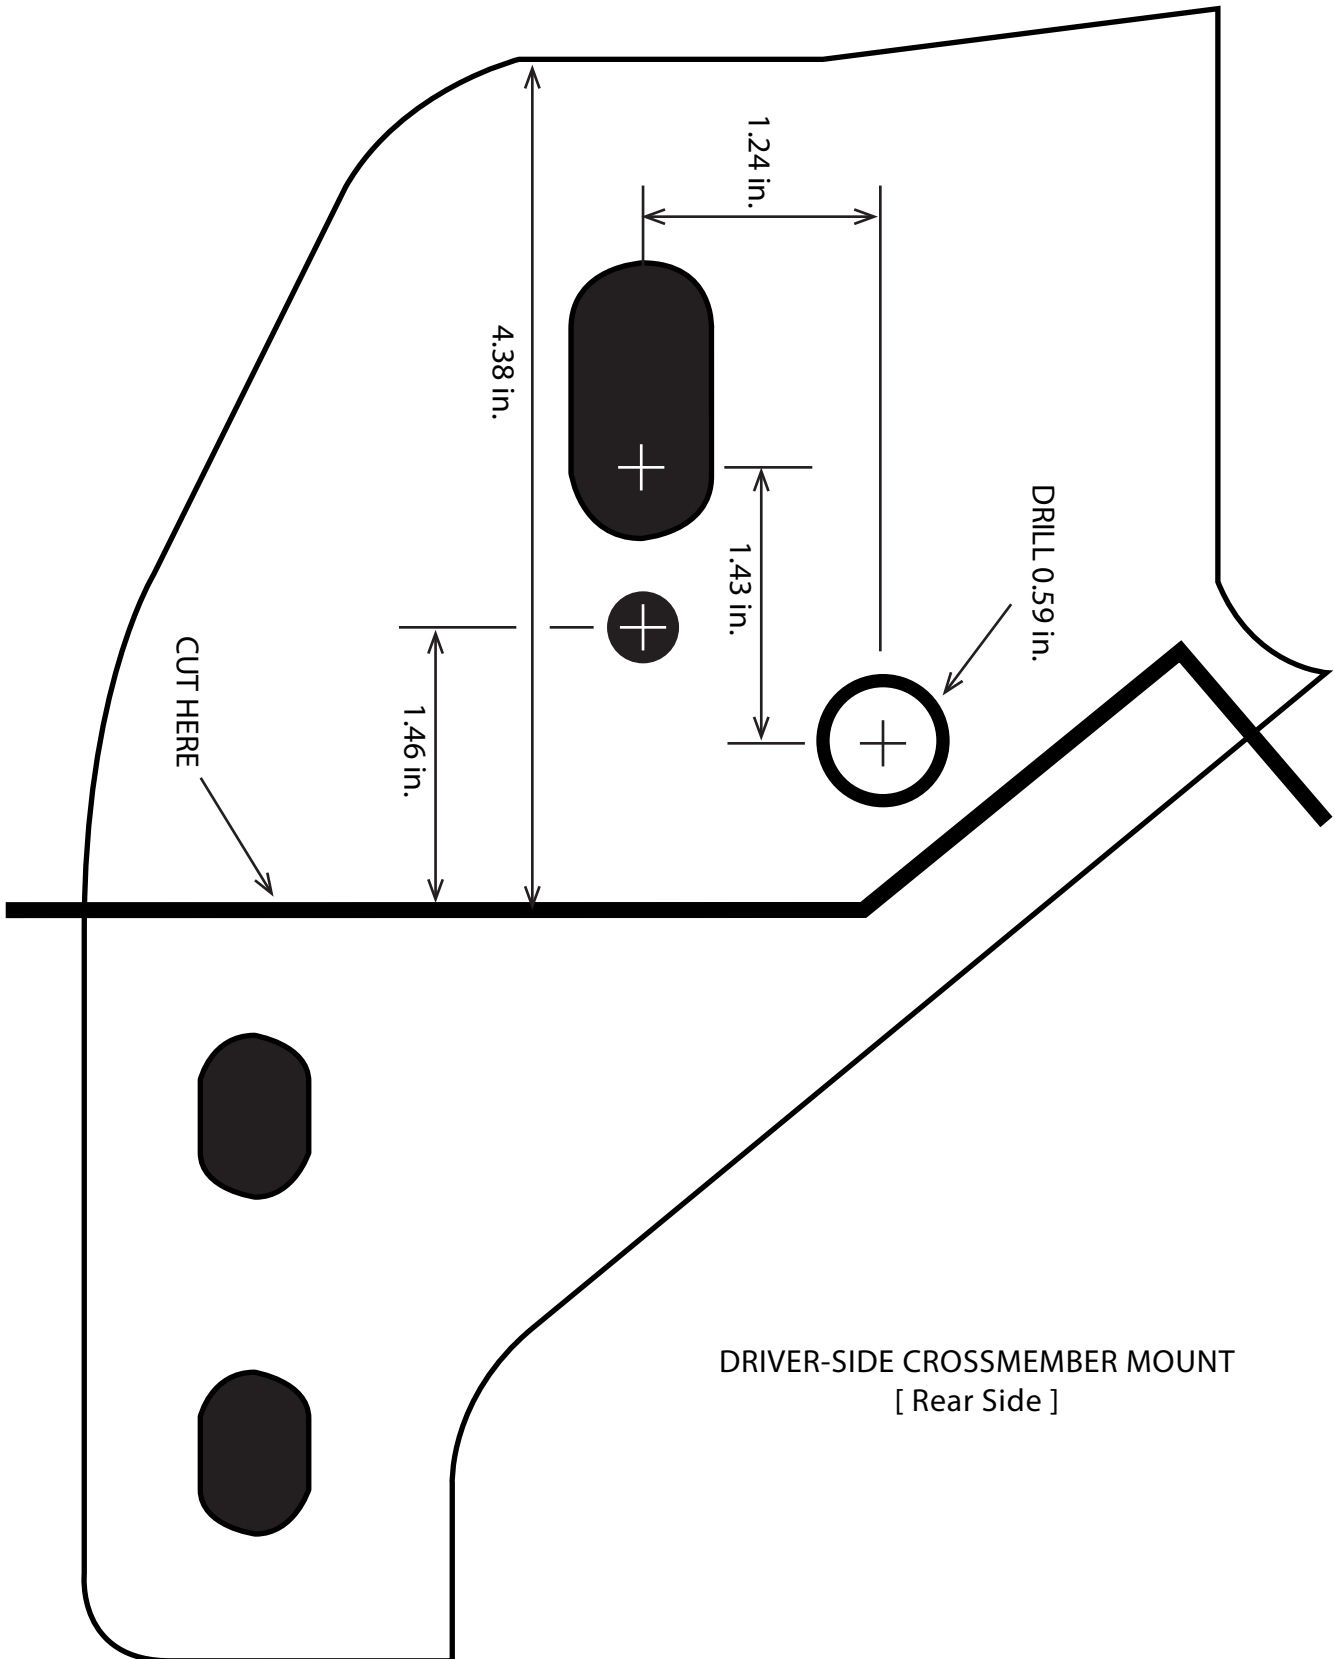 1.24 in.
4.38 in.
DRILL 0.59 in.
1.43 in.
CUT HERE
1.46 in.
DRIVER-SIDE CROSSMEMBER MOUNT
[ Rear Side ]